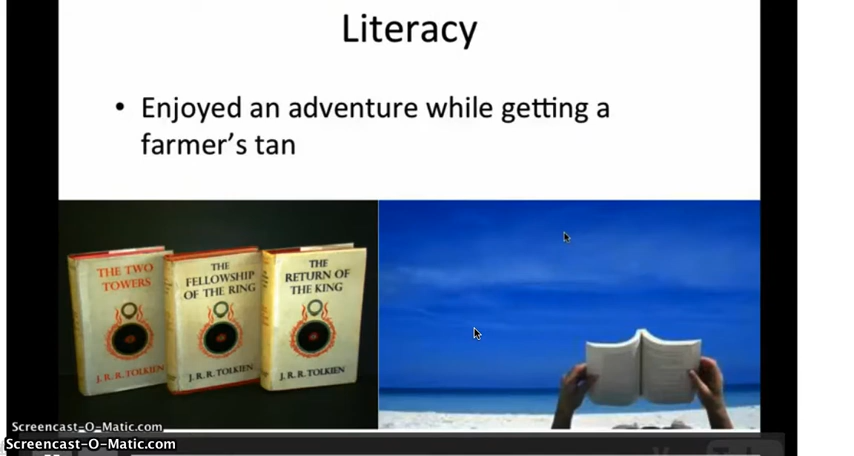 Literacy
• Enjoyed an adventure while getting a
farmer's tan
THE TWO
TOWERS
J.R.R. TOLKIEN
THE
FELLOWSHIP
OF THE RING
J.R.R. TOLKIEN
THE
RETURN OF
THE KING
J.R.R. TOLKIEN
Screencast-O-Matic.com
Screencast-O-Matic.com